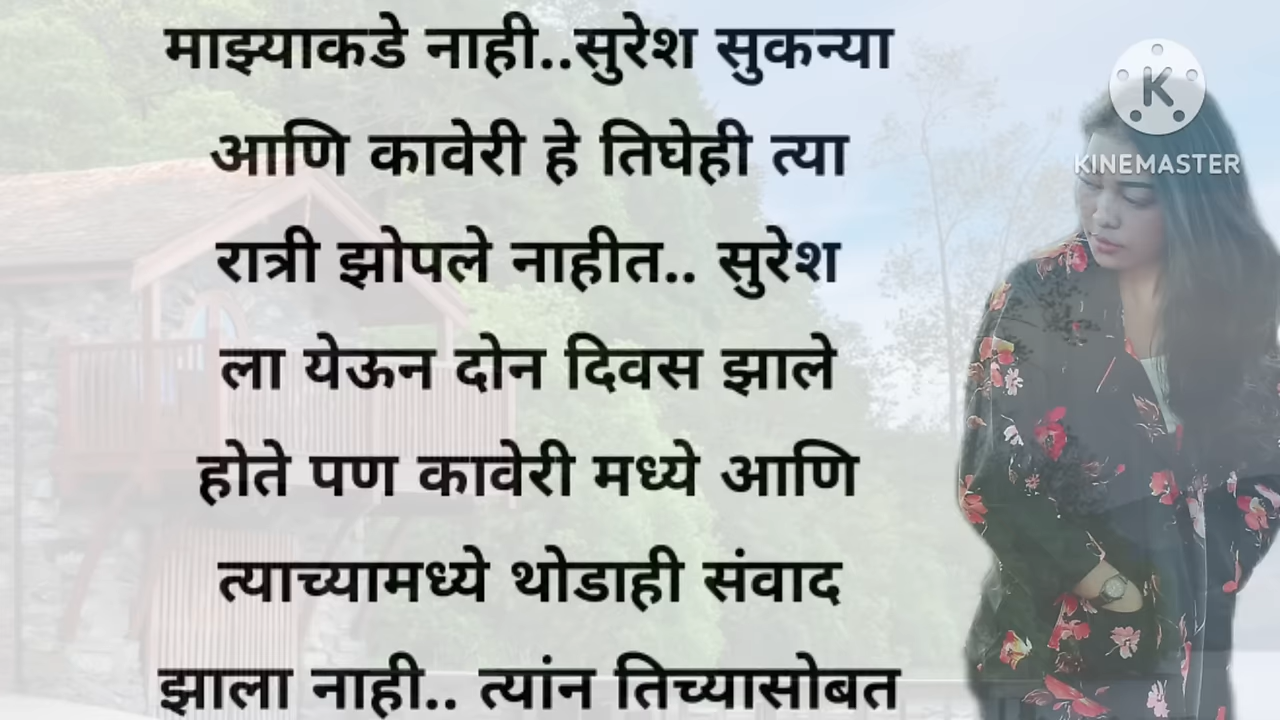 माझ्याकडे नाही..सुरेश सुकन्या
आणि कावेरी हे तिघेही त्या
रात्री झोपले नाहीत.. सुरेश
ला येऊन दोन दिवस झाले
होते पण कावेरी मध्ये आणि
त्याच्यामध्ये थोडाही संवाद
झाला नाही.. त्यांन तिच्यासोबत
K
KINEMASTER